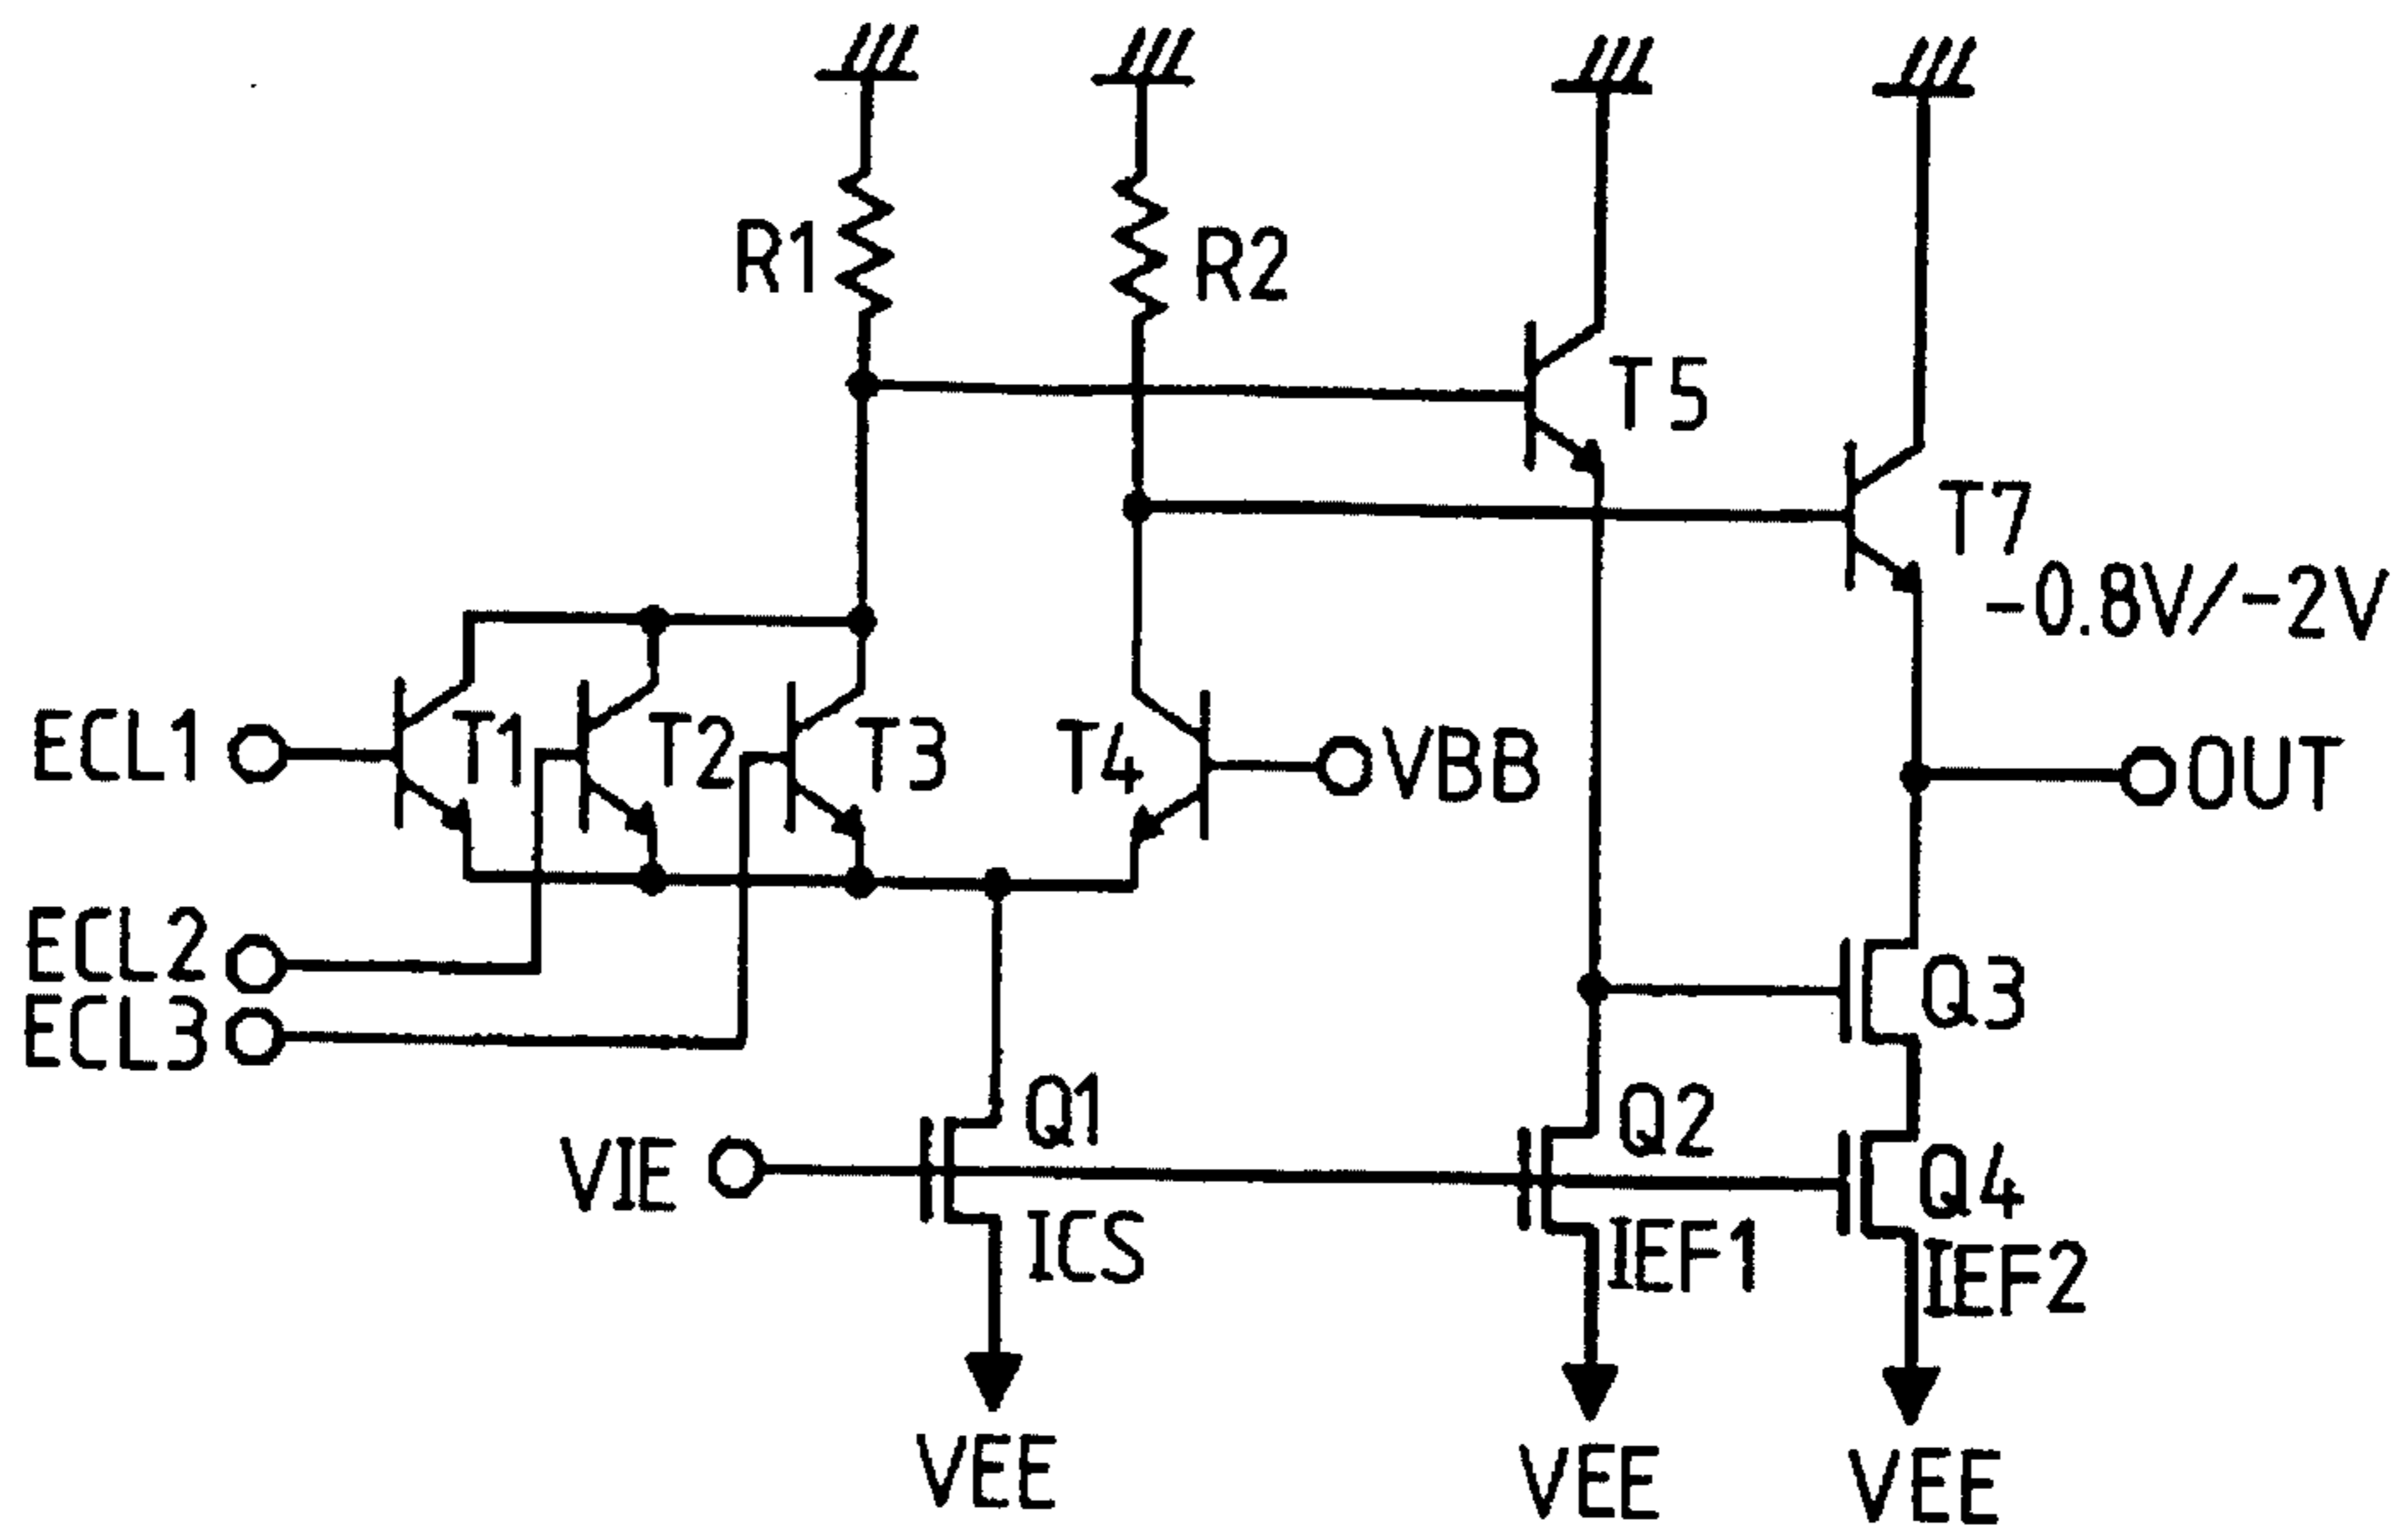 R1
R2
T5
T7
-0.8V/-2V
ECL1
T1
T2
T3
T4
VBB
OUT
ECL2
ECL3
Q3
Q1
Q2
VIE
Q4
ICS
IEF1
IEF2
VEE
VEE
VEE